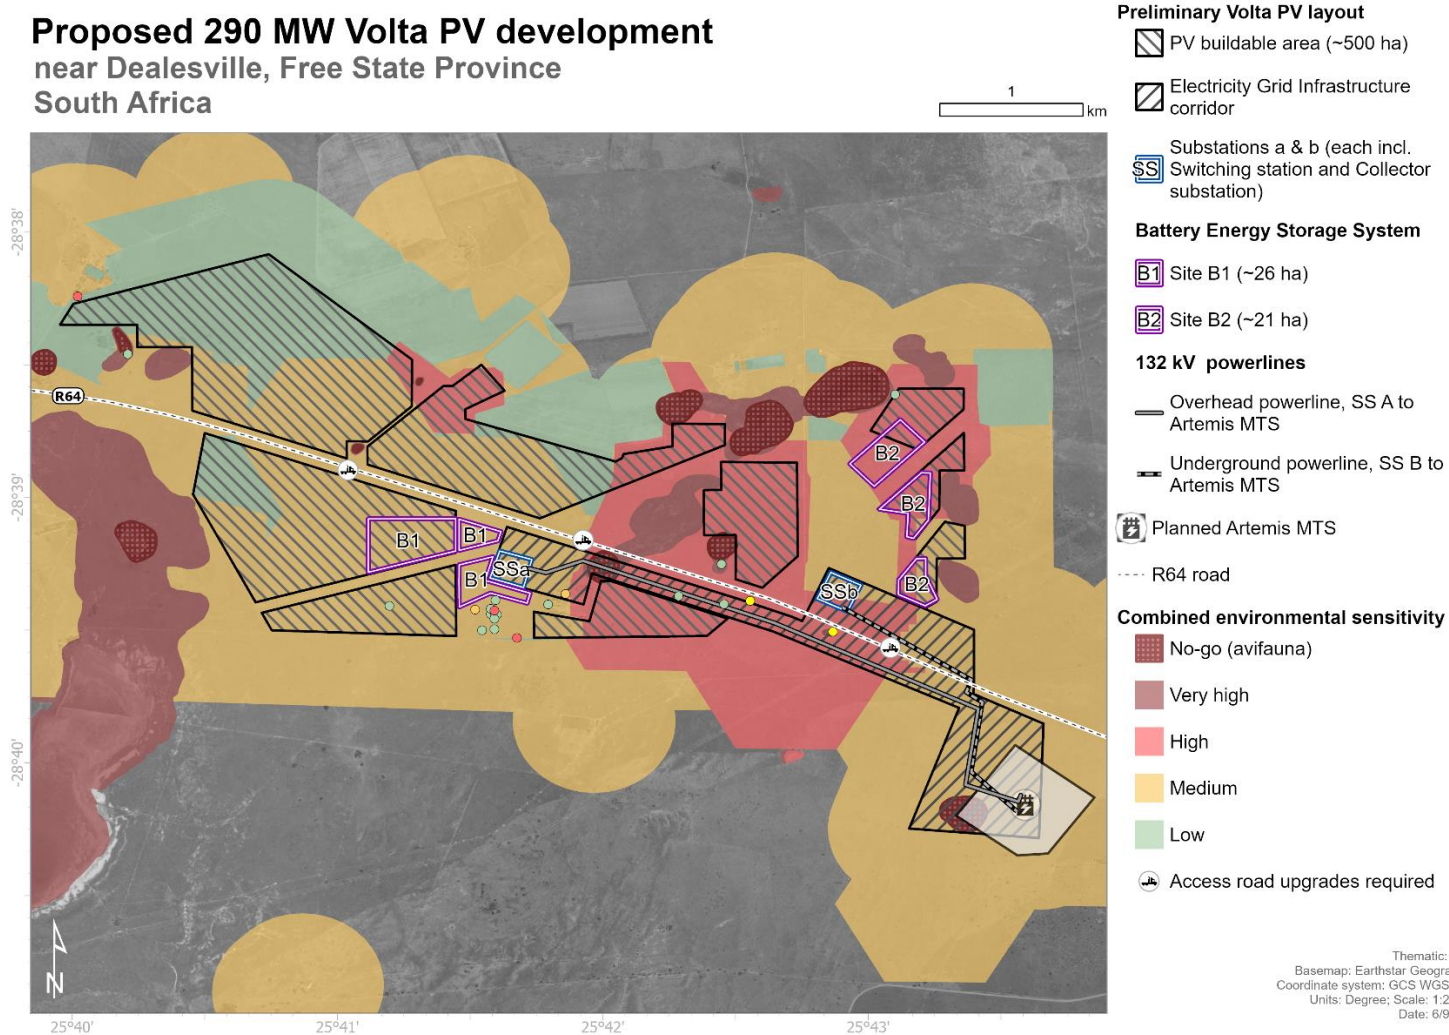 Proposed 290 MW Volta PV development
near Dealesville, Free State Province
South Africa
1
km
Preliminary Volta PV layout
PV buildable area (~500 ha)
Electricity Grid Infrastructure
corridor
SS
Substations a & b (each incl.
Switching station and Collector
substation)
Battery Energy Storage System
B1 Site B1 (~26 ha)
B2 Site B2 (~21 ha)
132 kV powerlines
Overhead powerline, SS A to
Artemis MTS
Underground powerline, SS B to
Artemis MTS
Planned Artemis MTS
R64 road
Combined environmental sensitivity
No-go (avifauna)
Very high
High
Medium
Low
Access road upgrades required
-28°38'
-28°39'
-28°40'
R64
B1
B1
B1
SSa
SSb
B2
B2
B2
N
25°40'
25°41'
25°42'
25°43'
Thematic:
Basemap: Earthstar Geogra
Coordinate system: GCS WGS
Units: Degree; Scale: 1:2
Date: 6/9